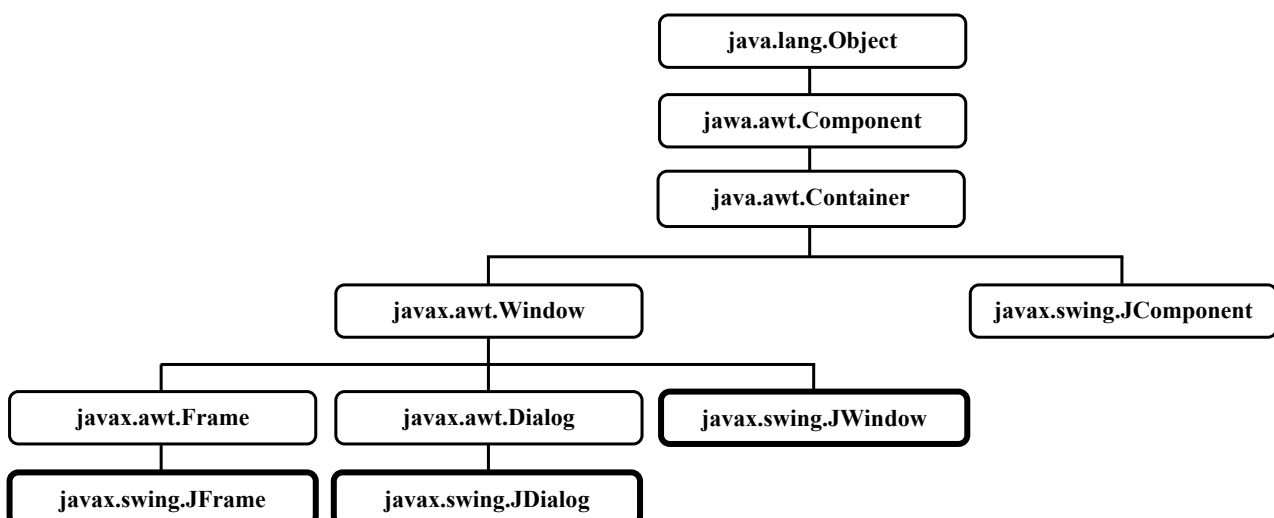 java.lang.Object
jawa.awt.Component
java.awt.Container
javax.awt.Window
javax.swing.JComponent
javax.awt.Frame
javax.awt.Dialog
javax.swing.JWindow
javax.swing.JFrame
javax.swing.JDialog